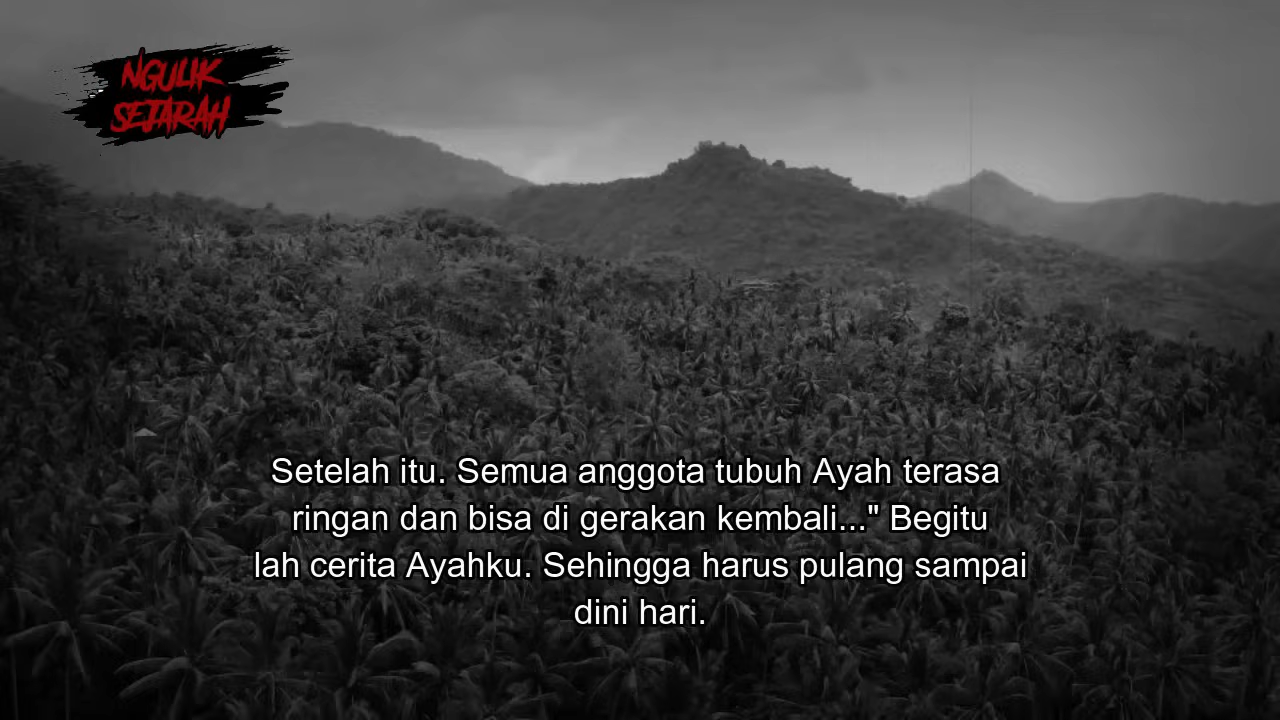 NGULIK
SEJARAH
Setelah itu. Semua anggota tubuh Ayah terasa
ringan dan bisa di gerakan kembali..." Begitu
lah cerita Ayahku. Sehingga harus pulang sampai
dini hari.